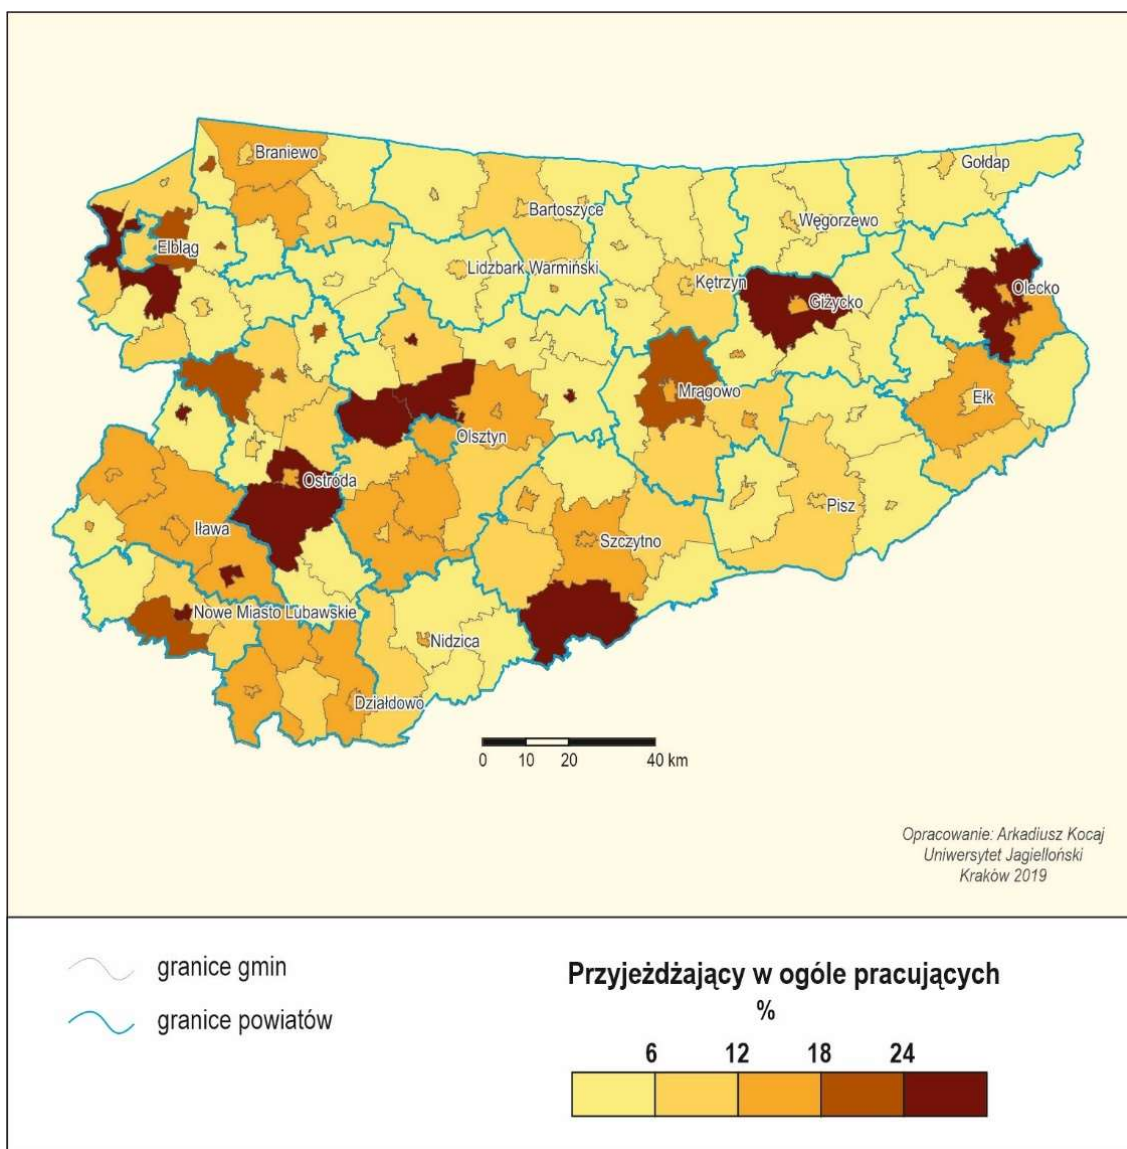 Braniewo
Gołdap
Bartoszyce
Węgorzewo
Elbląg
Lidzbark Warmiński
Kętrzyn
Giżycko
Olecko
Mrągowo
Ełk
Olsztyn
Ostróda
Pisz
Iława
Szczytno
Nowe Miasto Lubawskie
Nidzica
Działdowo
0 10 20 40 km
Opracowanie: Arkadiusz Kocaj
Uniwersytet Jagielloński
Kraków 2019
granice gmin
granice powiatów
Przyjeżdżający w ogóle pracujących
%
6 12 18 24